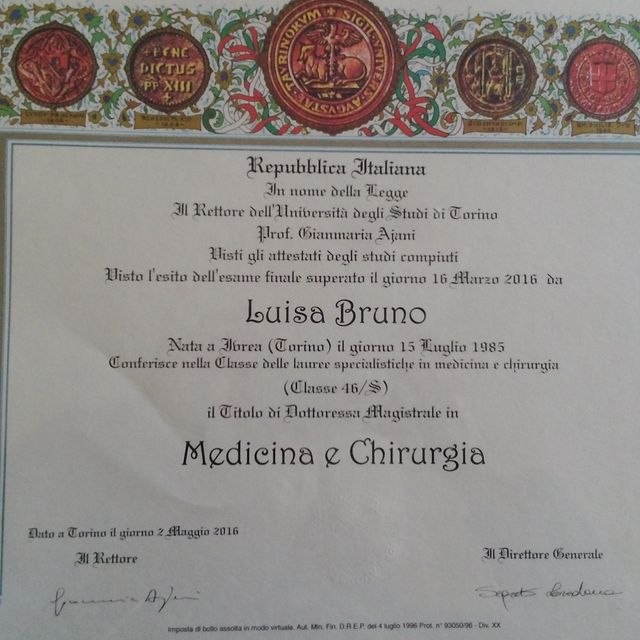 BENE
DICTUS
PP XIII
Repubblica Italiana
In nome della Legge
Il Rettore dell'Università degli Studi di Torino
Prof. Gianmaria Ajani
Visti gli attestati degli studi compiuti
Visto l'esito dell'esame finale superato il giorno 16 Marzo 2016 da
Luisa Bruno
Nata a Ivrea (Torino) il giorno 15 Luglio 1985
Conferisce nella Classe delle lauree specialistiche in medicina e chirurgia
(Classe 46/S)
il Titolo di Dottoressa Magistrale in
Medicina e Chirurgia
Dato a Torino il giorno 2 Maggio 2016
Il Rettore
Il Direttore Generale
Imposta di bollo assolta in modo virtuale. Aut. Min. Fin. D.R.E.P. del 4 luglio 1996 Prot. n° 93050/96 - Div. XX